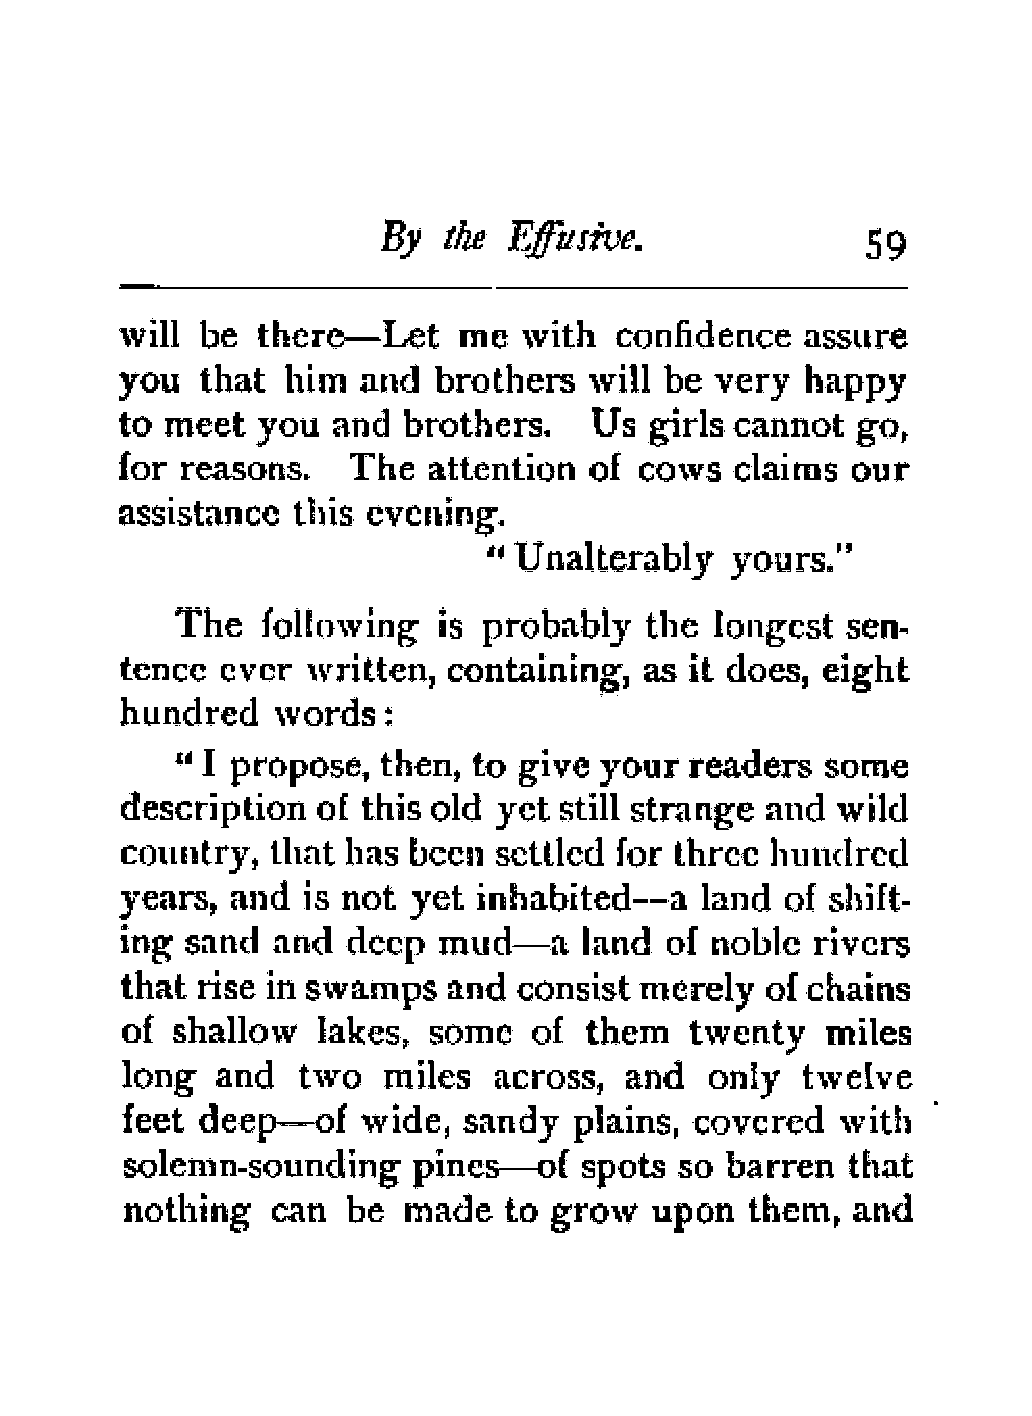 By the Effusive. 59
will be there—Let me with confidence assure
you that him and brothers will be very happy
to meet you and brothers. Us girls cannot go,
for reasons. The attention of cows claims our
assistance this evening.
“ Unalterably yours.”
The following is probably the longest sen-
tence ever written, containing, as it does, eight
hundred words :
“ I propose, then, to give your readers some
description of this old yet still strange and wild
country, that has been settled for three hundred
years, and is not yet inhabited—a land of shift-
ing sand and deep mud—a land of noble rivers
that rise in swamps and consist merely of chains
of shallow lakes, some of them twenty miles
long and two miles across, and only twelve
feet deep—of wide, sandy plains, covered with
solemn-sounding pines—of spots so barren that
nothing can be made to grow upon them, and